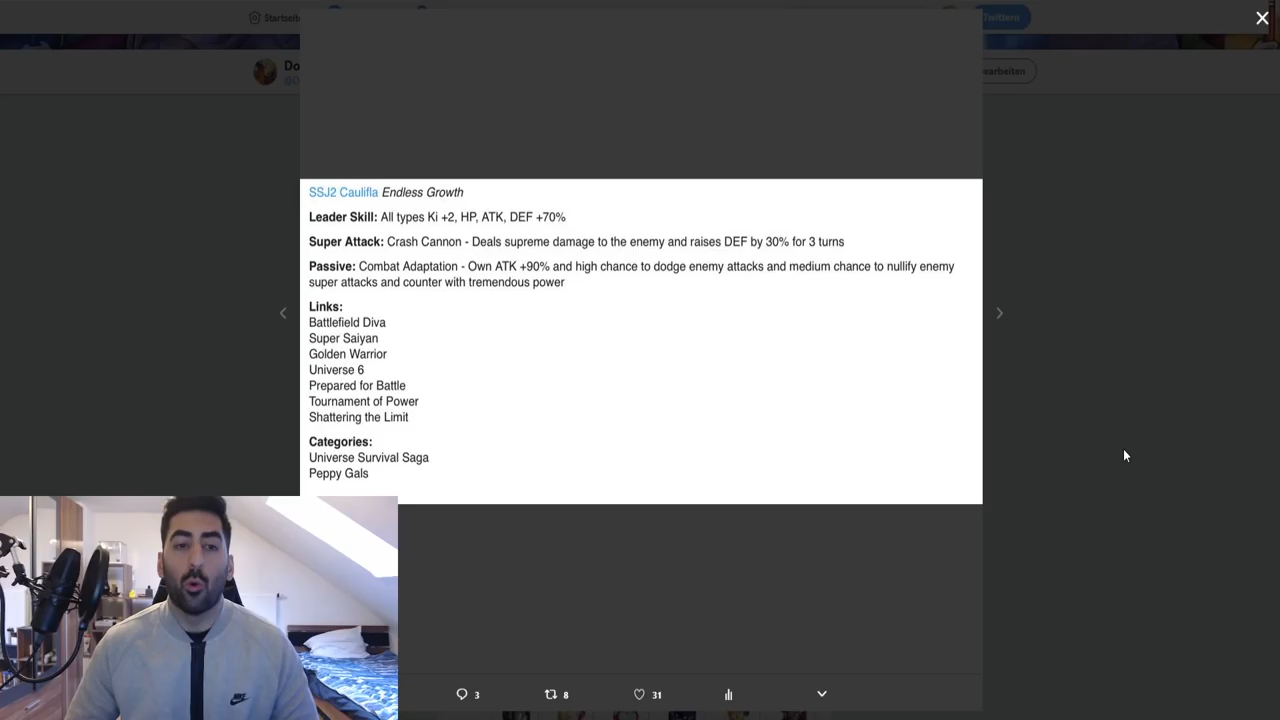 Startseite
Twittern
Do
bearbeiten
SSJ2 Caulifla Endless Growth
Leader Skill: All types Ki +2, HP, ATK, DEF +70%
Super Attack: Crash Cannon - Deals supreme damage to the enemy and raises DEF by 30% for 3 turns
Passive: Combat Adaptation - Own ATK +90% and high chance to dodge enemy attacks and medium chance to nullify enemy
super attacks and counter with tremendous power
Links:
Battlefield Diva
Super Saiyan
Golden Warrior
Universe 6
Prepared for Battle
Tournament of Power
Shattering the Limit
Categories:
Universe Survival Saga
Peppy Gals
3 8 31